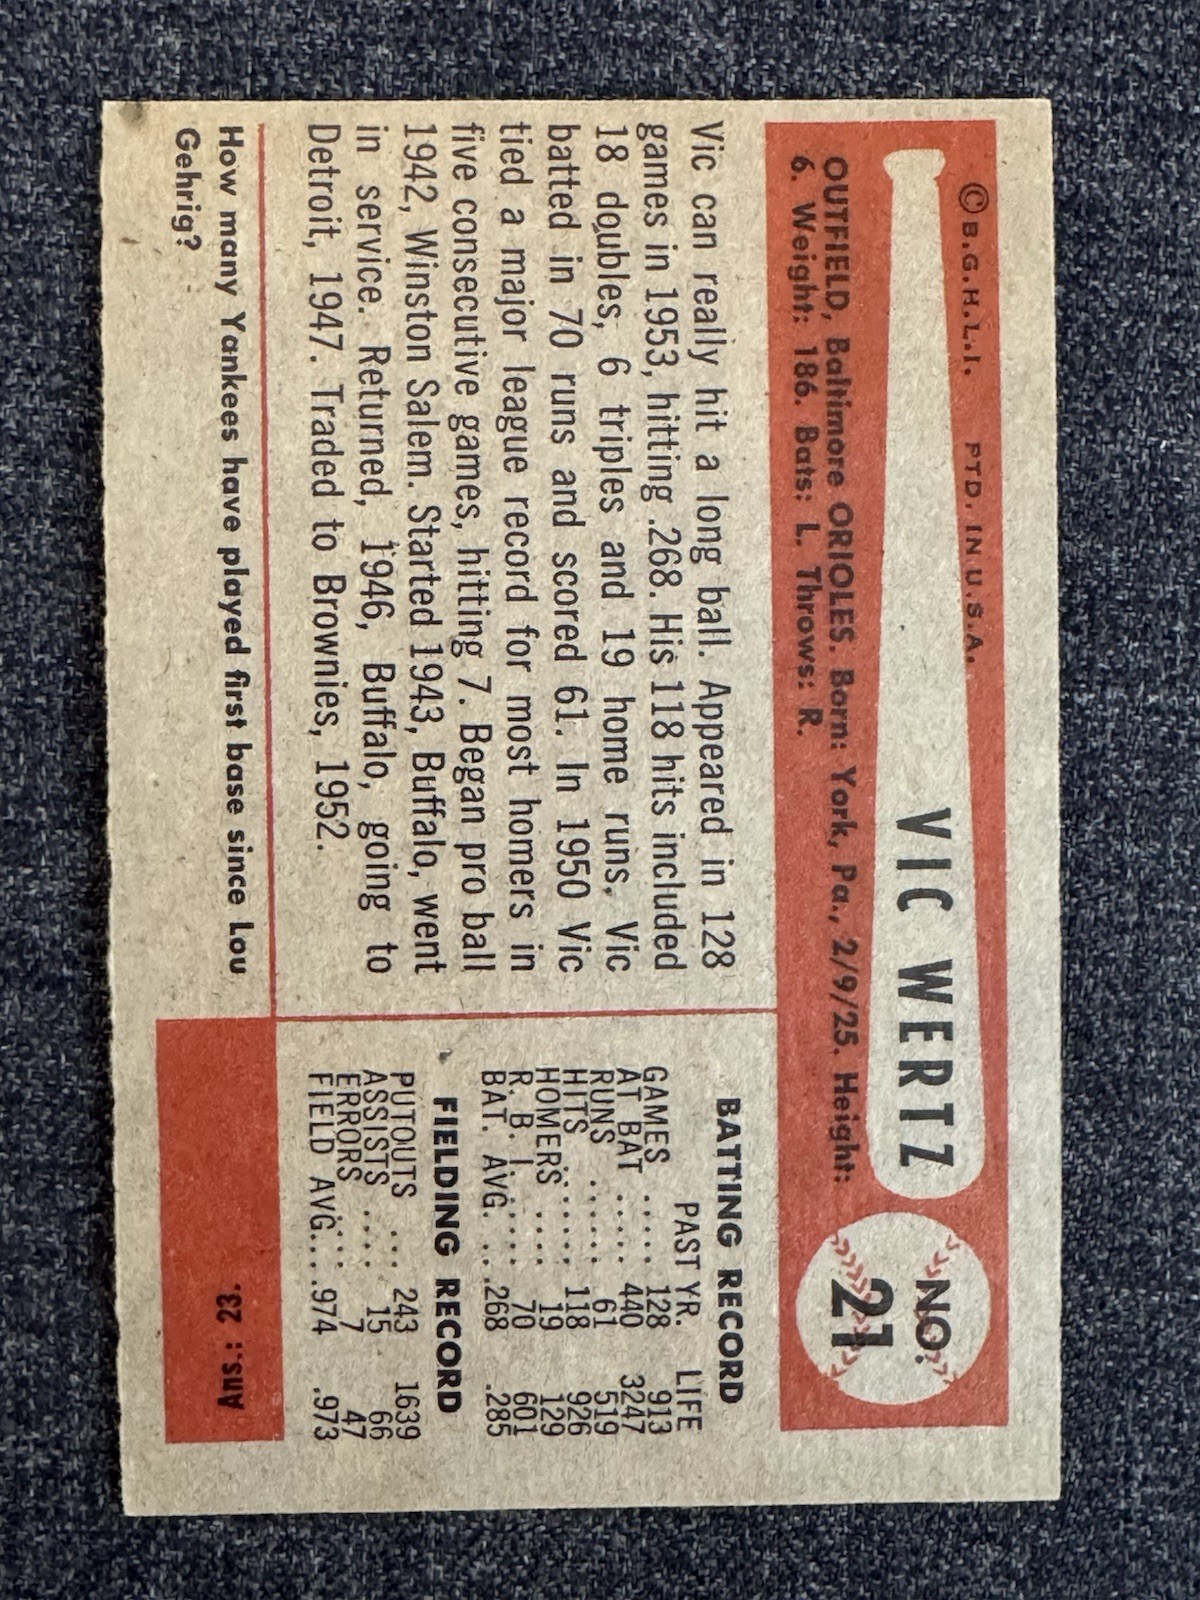 © B.G.H.L.I. PTD. IN U.S.A.
VIC WERTZ
NO.
21
OUTFIELD, Baltimore ORIOLES. Born: York, Pa., 2/9/25. Height:
6. Weight: 186. Bats: L. Throws: R.
Vic can really hit a long ball. Appeared in 128
games in 1953, hitting .268. His 118 hits included
18 doubles, 6 triples and 19 home runs. Vic
batted in 70 runs and scored 61. In 1950 Vic
tied a major league record for most homers in
five consecutive games, hitting 7. Began pro ball
1942, Winston Salem. Started 1943, Buffalo, went
in service. Returned, 1946, Buffalo, going to
Detroit, 1947. Traded to Brownies, 1952.
BATTING RECORD
PAST YR. LIFE
GAMES ..... 128 913
AT BAT ..... 440 3247
RUNS ...... 61 519
HITS ....... 118 926
HOMERS .... 19 129
R. B. I. ..... 70 601
BAT. AVG. .. .268 .285
FIELDING RECORD
PUTOUTS ... 243 1639
ASSISTS .... 15 66
ERRORS .... 7 47
FIELD AVG... .974 .973
How many Yankees have played first base since Lou
Gehrig?
Ans.: 23.